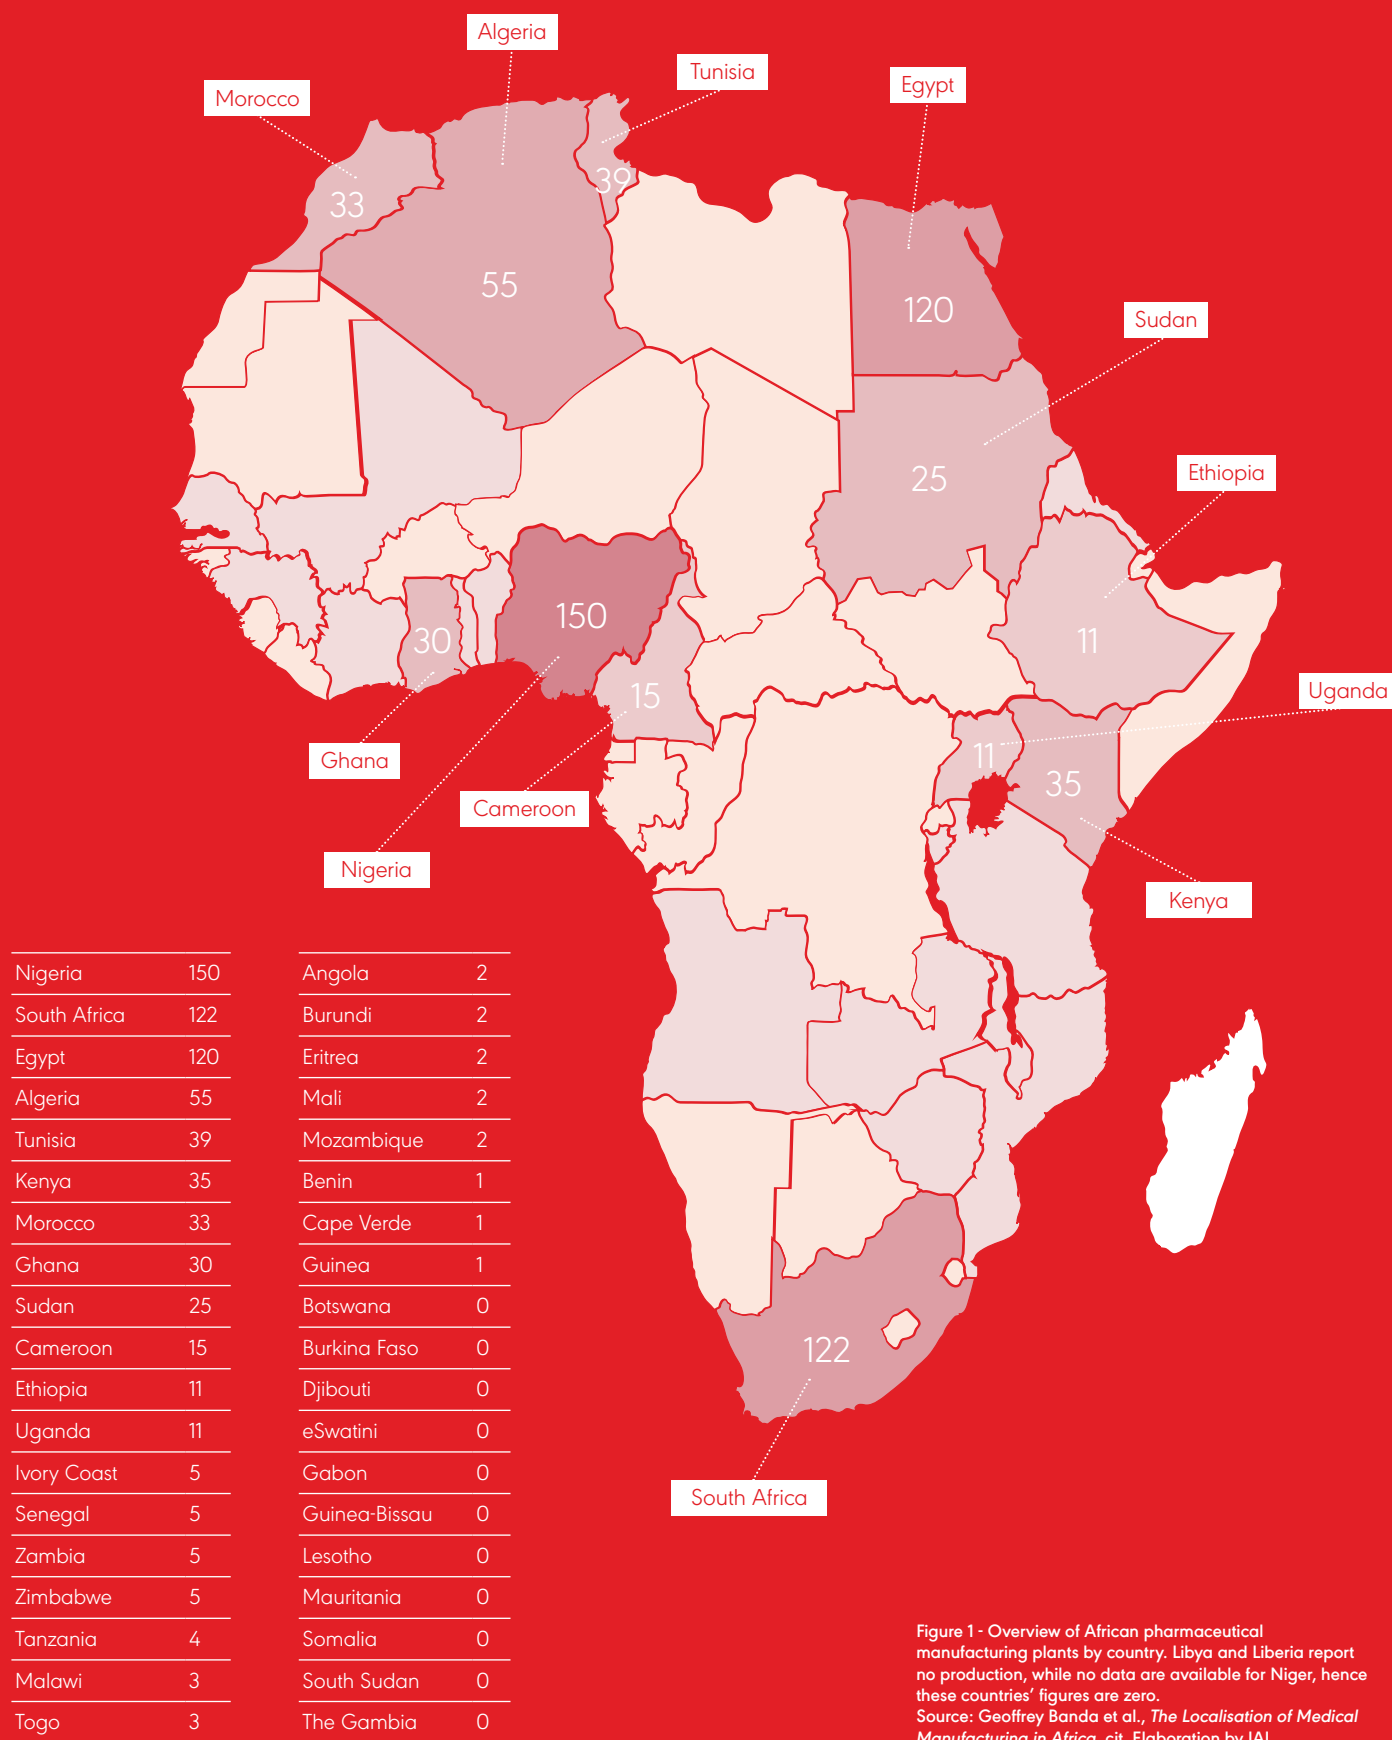 Algeria
Tunisia
Egypt
Morocco
39
33
55
120
Sudan
25
Ethiopia
150
30
11
Uganda
15
11
35
Ghana
Cameroon
Nigeria
Kenya
122
South Africa
Nigeria 150
South Africa 122
Egypt 120
Algeria 55
Tunisia 39
Kenya 35
Morocco 33
Ghana 30
Sudan 25
Cameroon 15
Ethiopia 11
Uganda 11
Ivory Coast 5
Senegal 5
Zambia 5
Zimbabwe 5
Tanzania 4
Malawi 3
Togo 3
Angola 2
Burundi 2
Eritrea 2
Mali 2
Mozambique 2
Benin 1
Cape Verde 1
Guinea 1
Botswana 0
Burkina Faso 0
Djibouti 0
eSwatini 0
Gabon 0
Guinea-Bissau 0
Lesotho 0
Mauritania 0
Somalia 0
South Sudan 0
The Gambia 0
Figure 1 - Overview of African pharmaceutical
manufacturing plants by country. Libya and Liberia report
no production, while no data are available for Niger, hence
these countries’ figures are zero.
Source: Geoffrey Banda et al., The Localisation of Medical
Manufacturing in Africa, cit. Elaboration by IAI